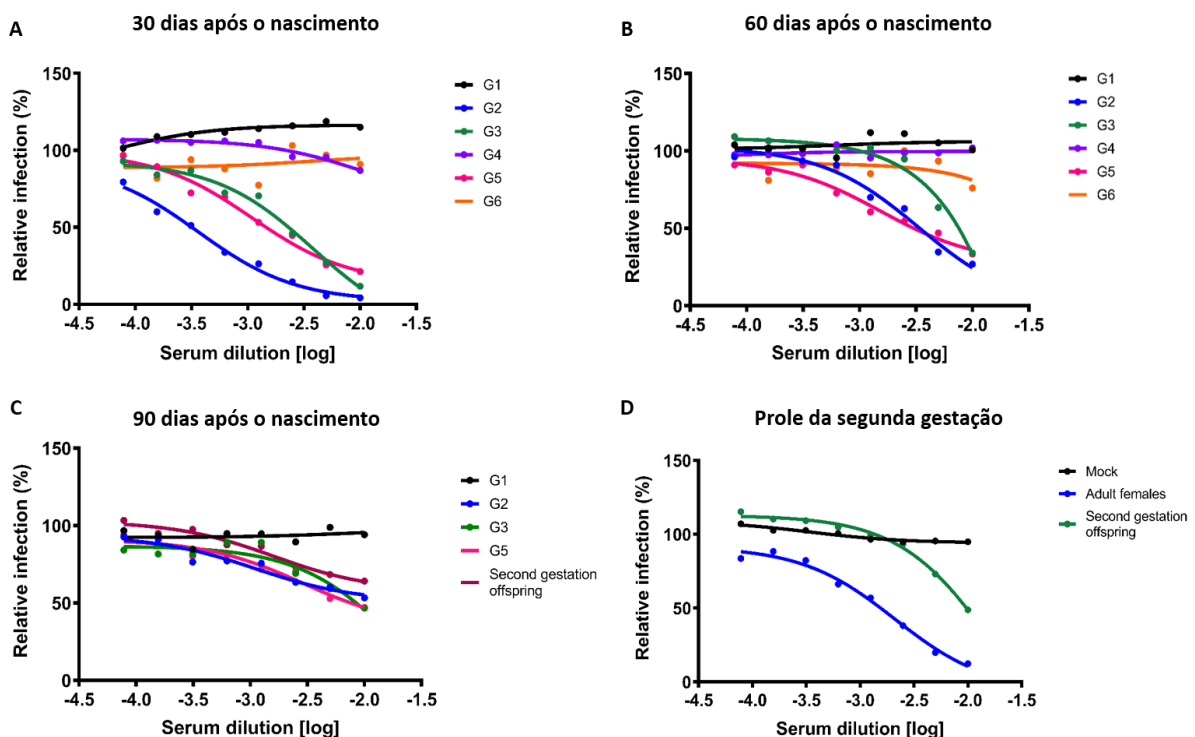 A
30 dias após o nascimento
150
100
50
0
Relative infection (%)
-4.5 -4.0 -3.5 -3.0 -2.5 -2.0 -1.5
Serum dilution [log]
G1
G2
G3
G4
G5
G6
B
60 dias após o nascimento
150
100
50
0
Relative infection (%)
-4.5 -4.0 -3.5 -3.0 -2.5 -2.0 -1.5
Serum dilution [log]
G1
G2
G3
G4
G5
G6
C
90 dias após o nascimento
150
100
50
0
Relative infection (%)
-4.5 -4.0 -3.5 -3.0 -2.5 -2.0 -1.5
Serum dilution [log]
G1
G2
G3
G5
Second gestation
offspring
D
Prole da segunda gestação
150
100
50
0
Relative infection (%)
-4.5 -4.0 -3.5 -3.0 -2.5 -2.0 -1.5
Serum dilution [log]
Mock
Adult females
Second gestation
offspring